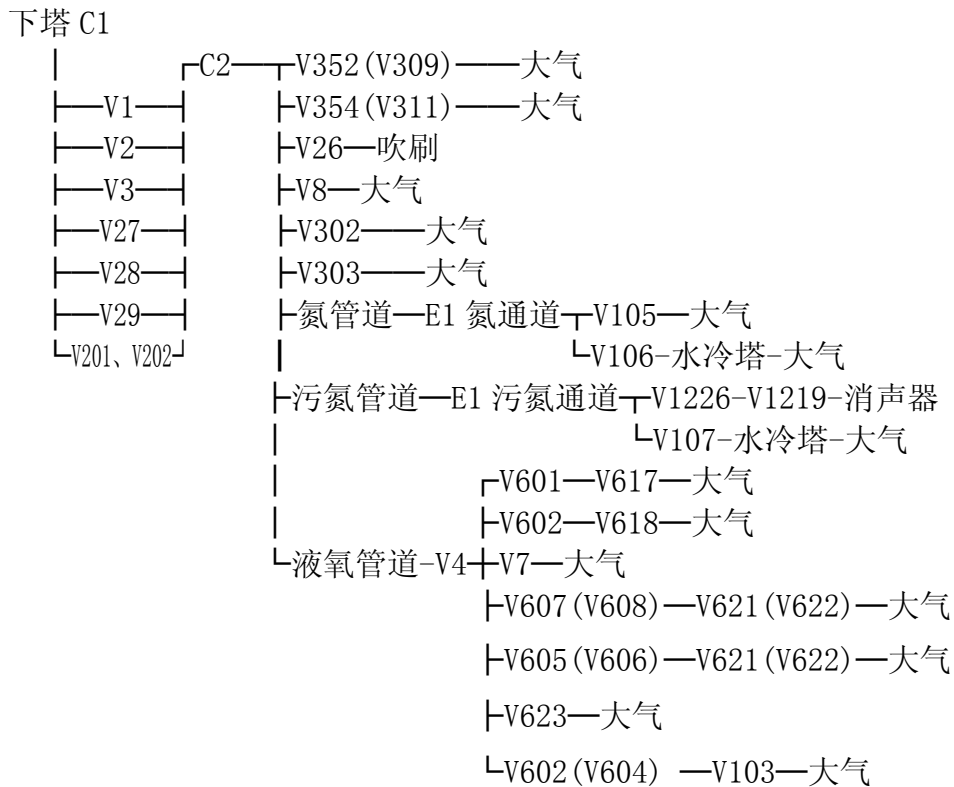 下塔 C1
│ ┌C2──┬V352(V309)──大气
├──V1──┤ ├V354(V311)──大气
├──V2──┤ ├V26─吹刷
├──V3──┤ ├V8─大气
├──V27──┤ ├V302──大气
├──V28──┤ ├V303──大气
├──V29──┤ ├氮管道─E1 氮通道┬V105─大气
└V201、V202┘ │ └V106-水冷塔-大气
├污氮管道─E1 污氮通道┬V1226-V1219-消声器
│ └V107-水冷塔-大气
│ ┌V601─V617─大气
│ ├V602─V618─大气
└液氧管道-V4┼V7─大气
├V607(V608)─V621(V622)─大气
├V605(V606)─V621(V622)─大气
├V623─大气
└V602(V604) ─V103─大气